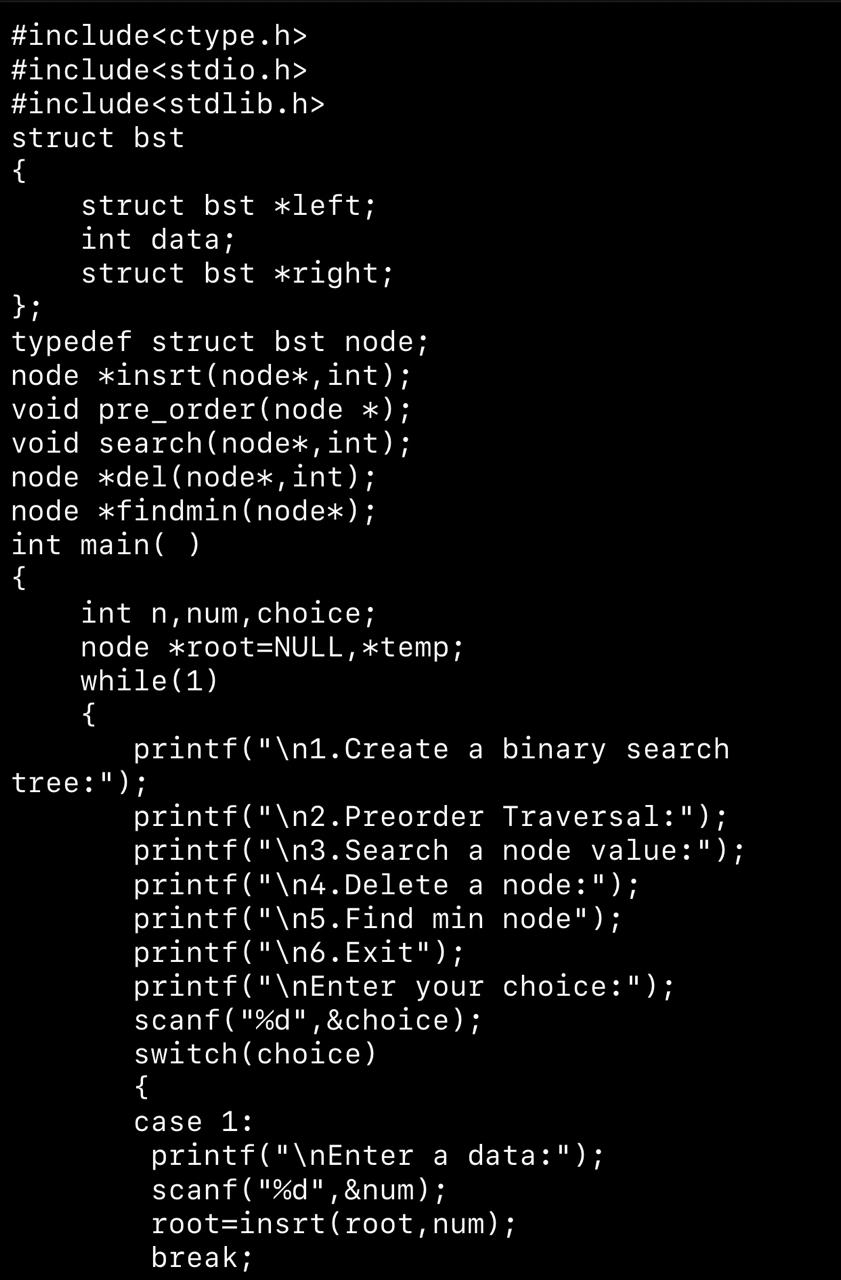 #include<ctype.h>
#include<stdio.h>
#include<stdlib.h>
struct bst
{
    struct bst *left;
    int data;
    struct bst *right;
};
typedef struct bst node;
node *insrt(node*,int);
void pre_order(node *);
void search(node*,int);
node *del(node*,int);
node *findmin(node*);
int main( )
{
    int n,num,choice;
    node *root=NULL,*temp;
    while(1)
    {
       printf("\n1.Create a binary search
tree:");
       printf("\n2.Preorder Traversal:");
       printf("\n3.Search a node value:");
       printf("\n4.Delete a node:");
       printf("\n5.Find min node");
       printf("\n6.Exit");
       printf("\nEnter your choice:");
       scanf("%d",&choice);
       switch(choice)
       {
       case 1:
        printf("\nEnter a data:");
        scanf("%d",&num);
        root=insrt(root,num);
        break;